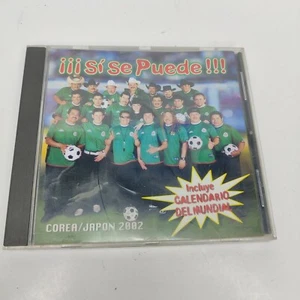 ¡¡¡Sí Se Puede!!!
Incluye
CALENDARIO
DEL MUNDIAL
COREA/JAPON 2002